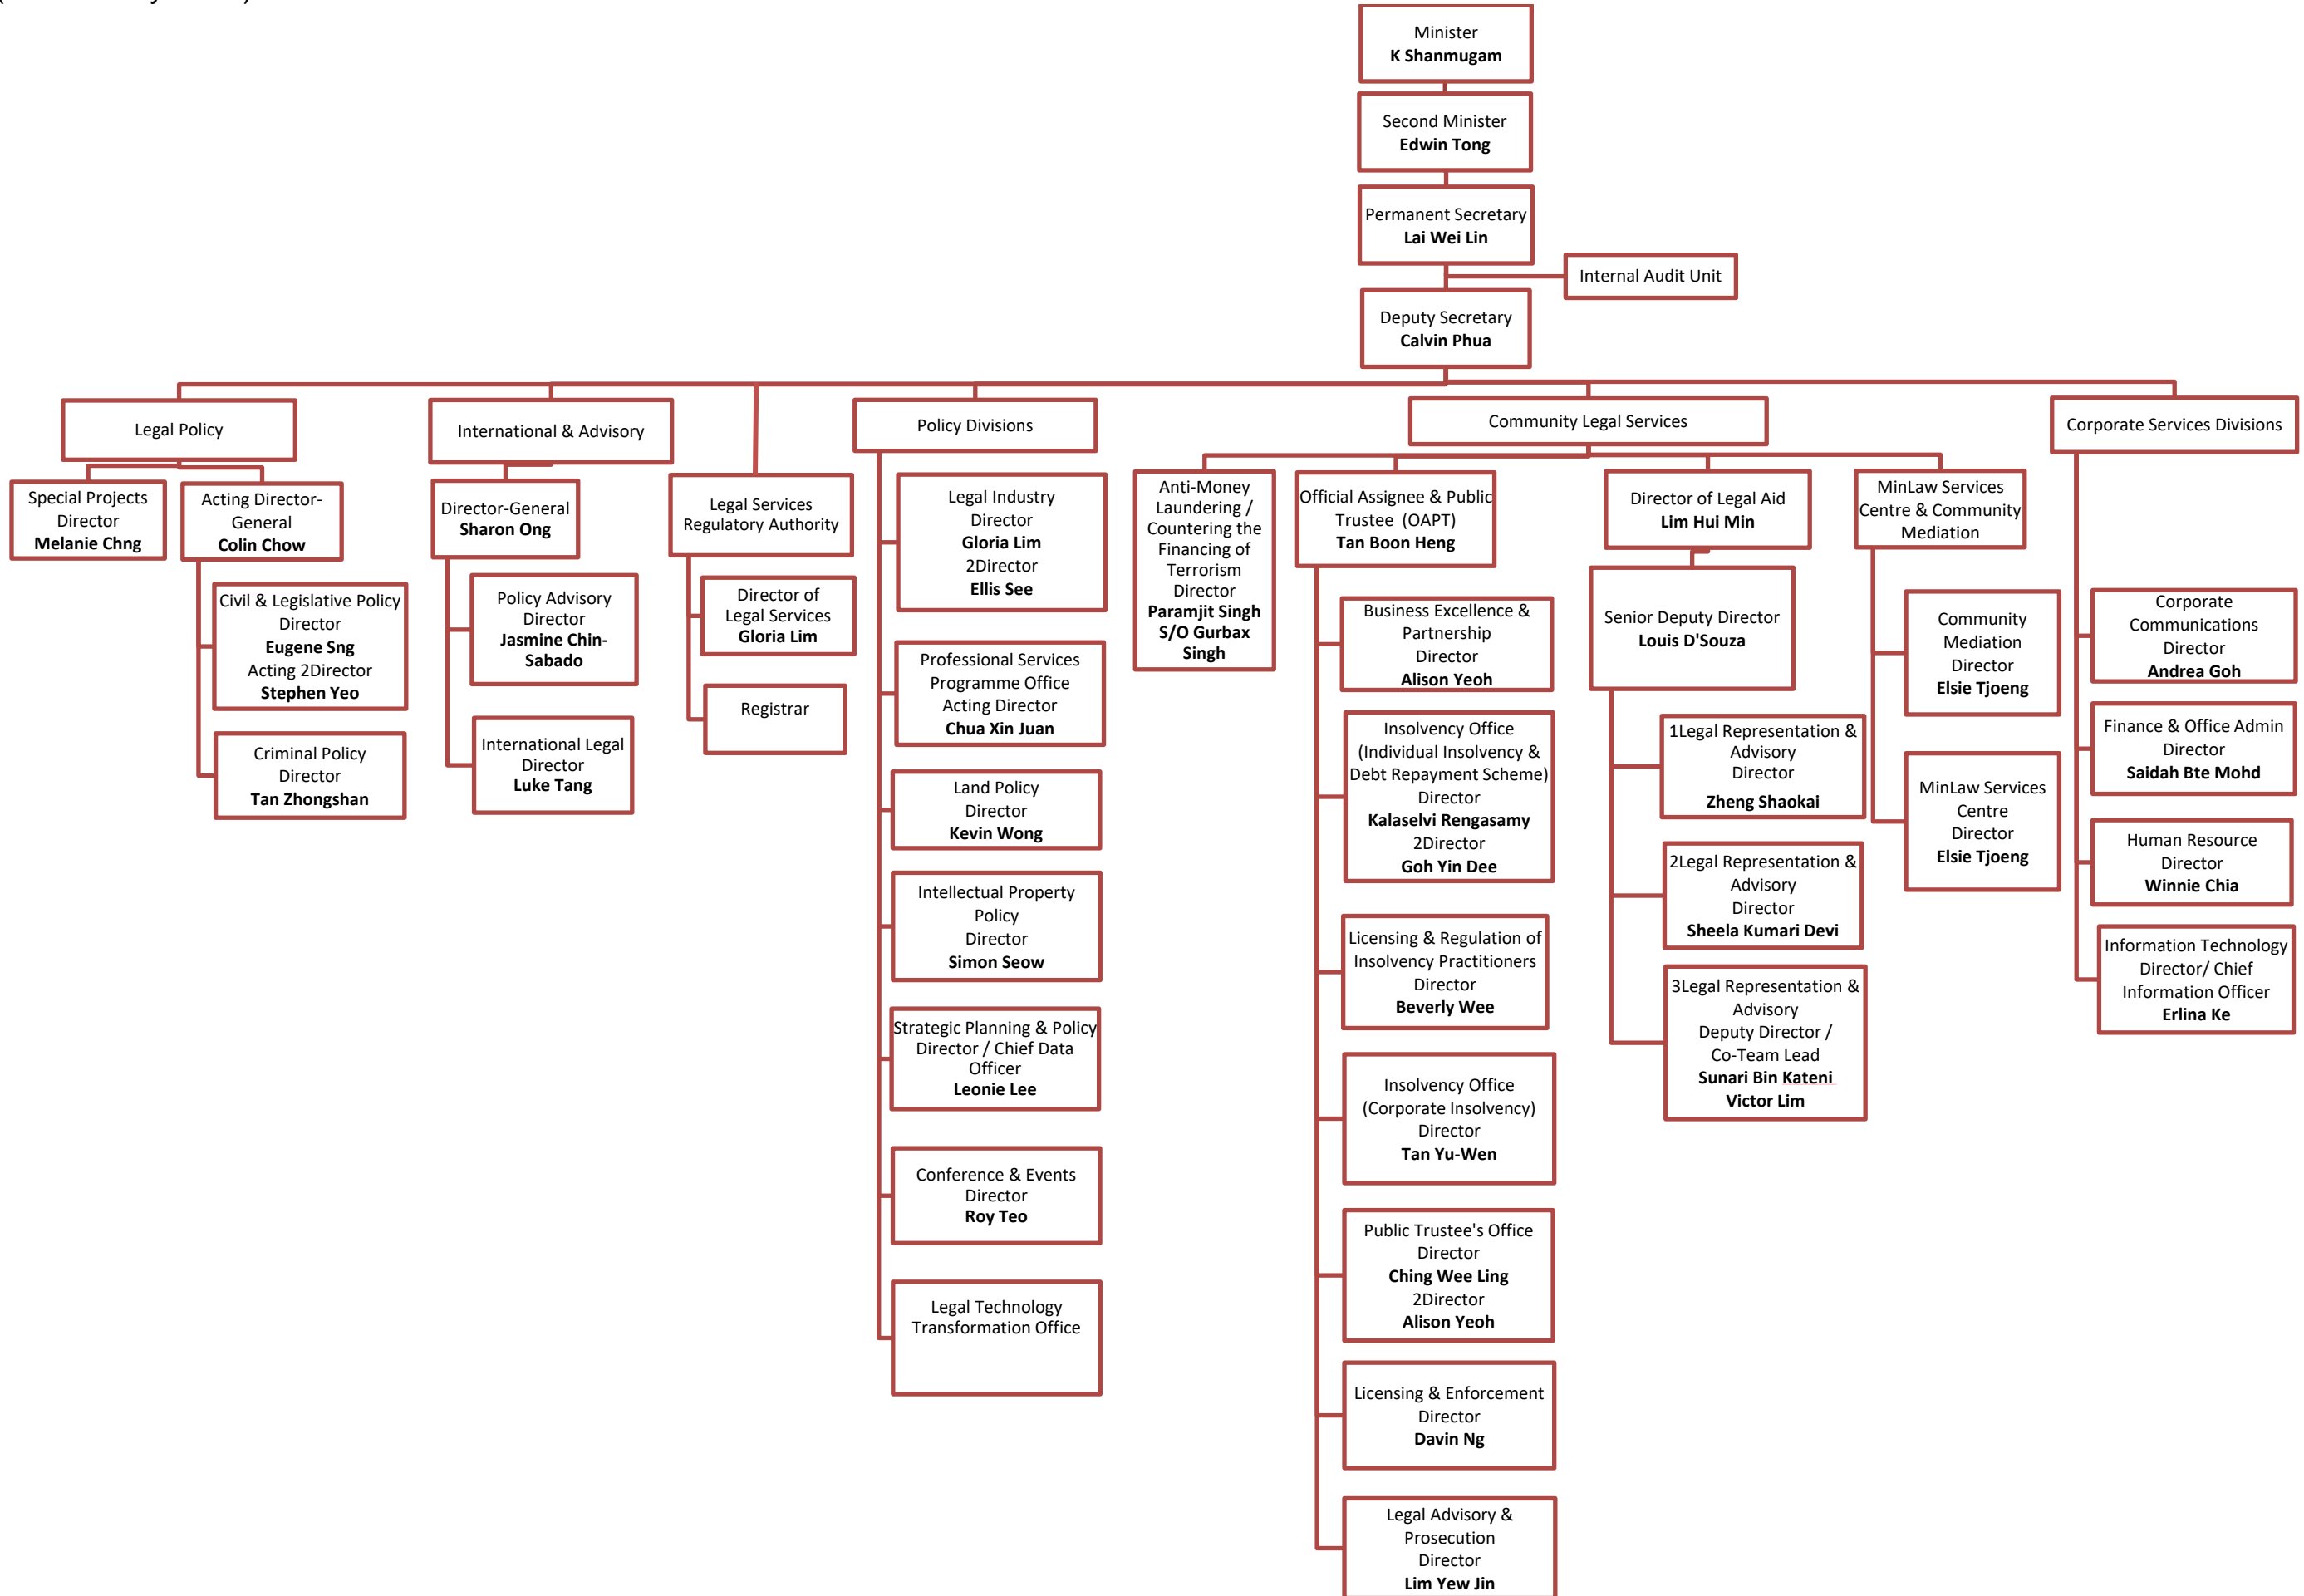 Minister
K Shanmugam
Second Minister
Edwin Tong
Permanent Secretary
Lai Wei Lin
Internal Audit Unit
Deputy Secretary
Calvin Phua
Legal Policy
Special Projects
Director
Melanie Chng
Acting Director-
General
Colin Chow
Civil & Legislative Policy
Director
Eugene Sng
Acting 2Director
Stephen Yeo
Criminal Policy
Director
Tan Zhongshan
International & Advisory
Director-General
Sharon Ong
Policy Advisory
Director
Jasmine Chin-
Sabado
International Legal
Director
Luke Tang
Legal Services
Regulatory Authority
Director of
Legal Services
Gloria Lim
Registrar
Policy Divisions
Legal Industry
Director
Gloria Lim
2Director
Ellis See
Professional Services
Programme Office
Acting Director
Chua Xin Juan
Land Policy
Director
Kevin Wong
Intellectual Property
Policy
Director
Simon Seow
Strategic Planning & Policy
Director / Chief Data
Officer
Leonie Lee
Conference & Events
Director
Roy Teo
Legal Technology
Transformation Office
Community Legal Services
Anti-Money
Laundering /
Countering the
Financing of
Terrorism
Director
Paramjit Singh
S/O Gurbax
Singh
Official Assignee & Public
Trustee (OAPT)
Tan Boon Heng
Business Excellence &
Partnership
Director
Alison Yeoh
Insolvency Office
(Individual Insolvency &
Debt Repayment Scheme)
Director
Kalaselvi Rengasamy
2Director
Goh Yin Dee
Licensing & Regulation of
Insolvency Practitioners
Director
Beverly Wee
Insolvency Office
(Corporate Insolvency)
Director
Tan Yu-Wen
Public Trustee's Office
Director
Ching Wee Ling
2Director
Alison Yeoh
Licensing & Enforcement
Director
Davin Ng
Legal Advisory &
Prosecution
Director
Lim Yew Jin
Director of Legal Aid
Lim Hui Min
Senior Deputy Director
Louis D'Souza
1Legal Representation &
Advisory
Director
Zheng Shaokai
2Legal Representation &
Advisory
Director
Sheela Kumari Devi
3Legal Representation &
Advisory
Deputy Director /
Co-Team Lead
Sunari Bin Kateni
Victor Lim
MinLaw Services
Centre & Community
Mediation
Community
Mediation
Director
Elsie Tjoeng
MinLaw Services
Centre
Director
Elsie Tjoeng
Corporate Services Divisions
Corporate
Communications
Director
Andrea Goh
Finance & Office Admin
Director
Saidah Bte Mohd
Human Resource
Director
Winnie Chia
Information Technology
Director/ Chief
Information Officer
Erlina Ke